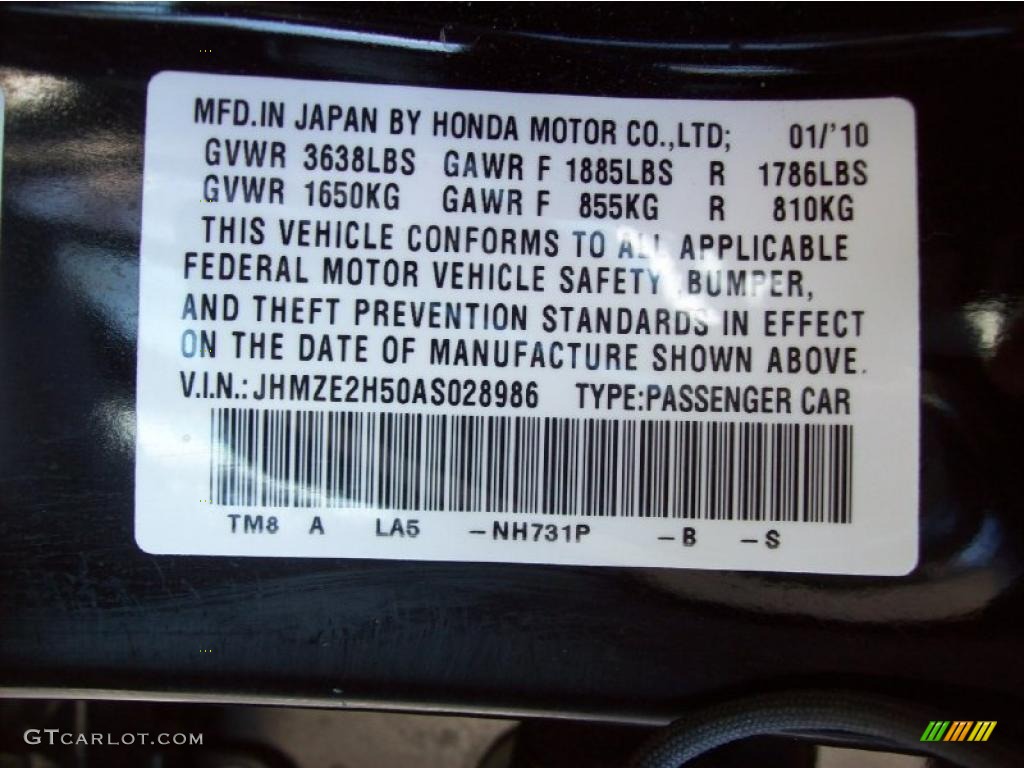 MFD.IN JAPAN BY HONDA MOTOR CO.,LTD; 01/'10
GVWR 3638LBS GAWR F 1885LBS R 1786LBS
GVWR 1650KG GAWR F 855KG R 810KG
THIS VEHICLE CONFORMS TO ALL APPLICABLE
FEDERAL MOTOR VEHICLE SAFETY, BUMPER,
AND THEFT PREVENTION STANDARDS IN EFFECT
ON THE DATE OF MANUFACTURE SHOWN ABOVE.
V.I.N.:JHMZE2H50AS028986 TYPE:PASSENGER CAR
TM8 A LA5 -NH731P -B -S
GTCARLOT.COM